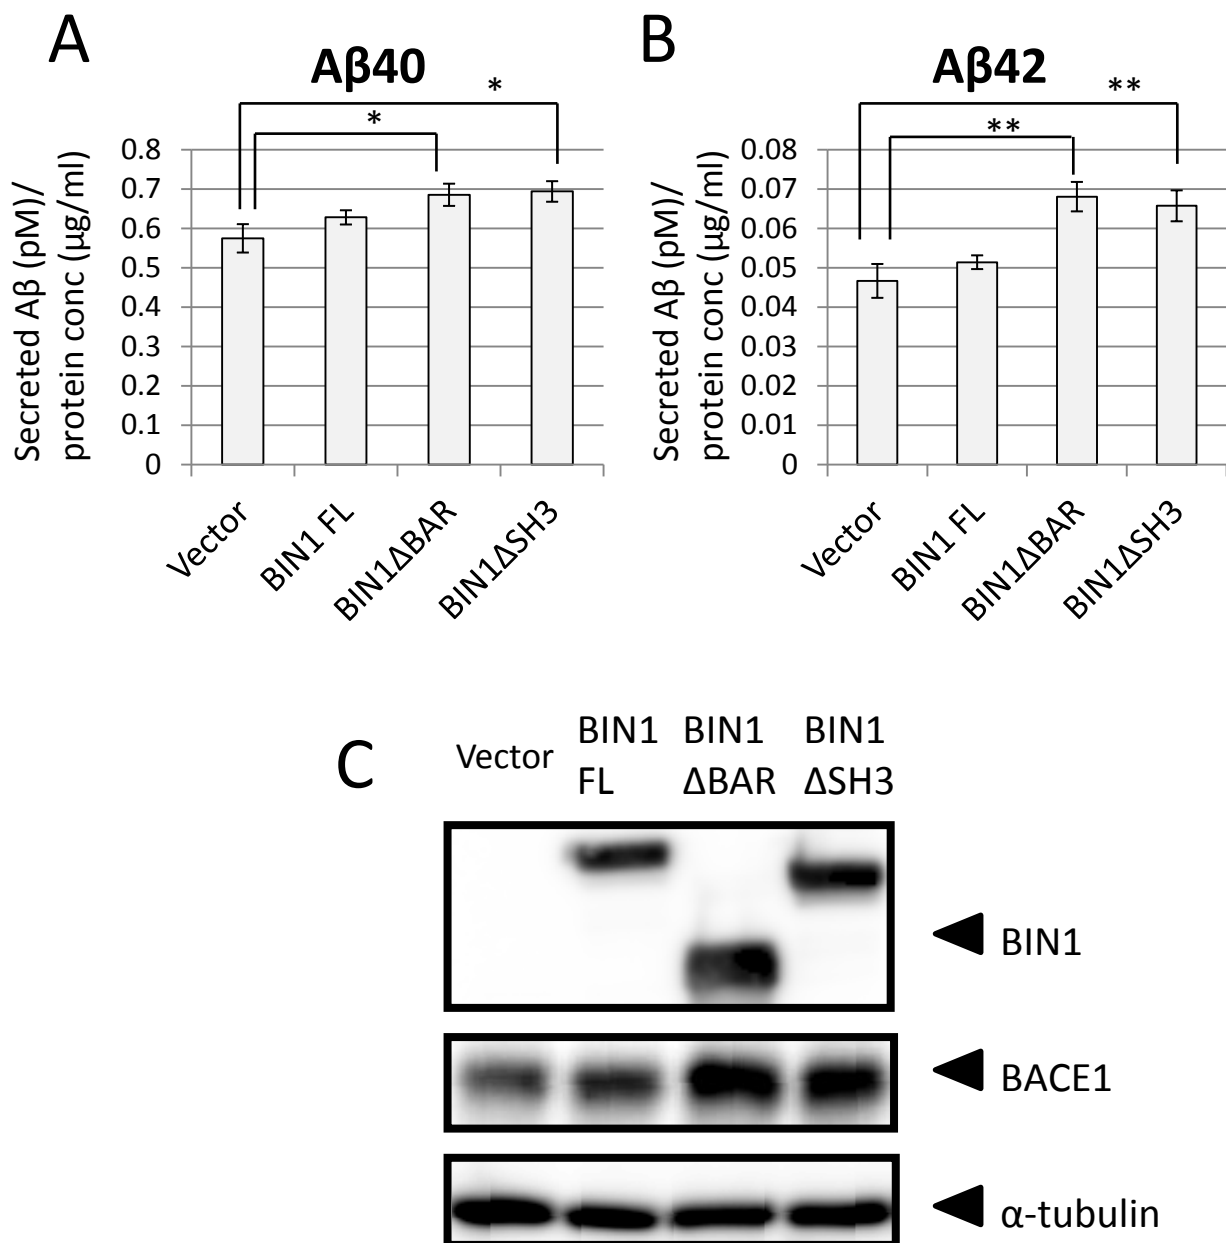 A
Aβ40
*
*
Secreted Aβ (pM)/
protein conc (µg/ml)
0.8
0.7
0.6
0.5
0.4
0.3
0.2
0.1
0
Vector
BIN1 FL
BIN1ΔBAR
BIN1ΔSH3
B
Aβ42
**
**
Secreted Aβ (pM)/
protein conc (µg/ml)
0.08
0.07
0.06
0.05
0.04
0.03
0.02
0.01
0
Vector
BIN1 FL
BIN1ΔBAR
BIN1ΔSH3
C
Vector
BIN1
FL
BIN1
ΔBAR
BIN1
ΔSH3
BIN1
BACE1
α-tubulin